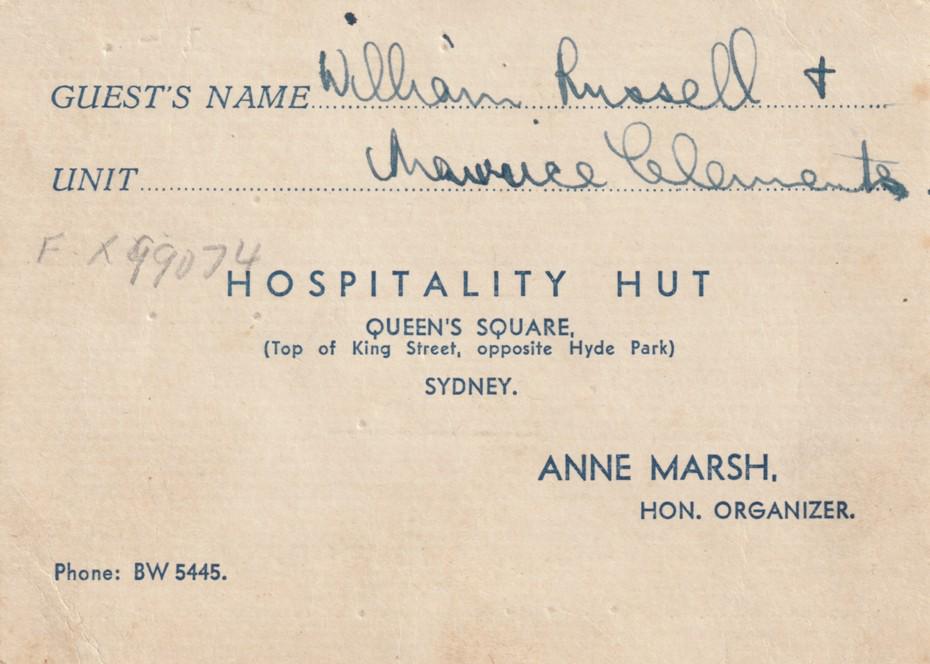 GUEST'S NAME William Russell +
UNIT Maurice Clements
F X 99074
HOSPITALITY HUT
QUEEN'S SQUARE,
(Top of King Street, opposite Hyde Park)
SYDNEY.
ANNE MARSH,
HON. ORGANIZER.
Phone: BW 5445.